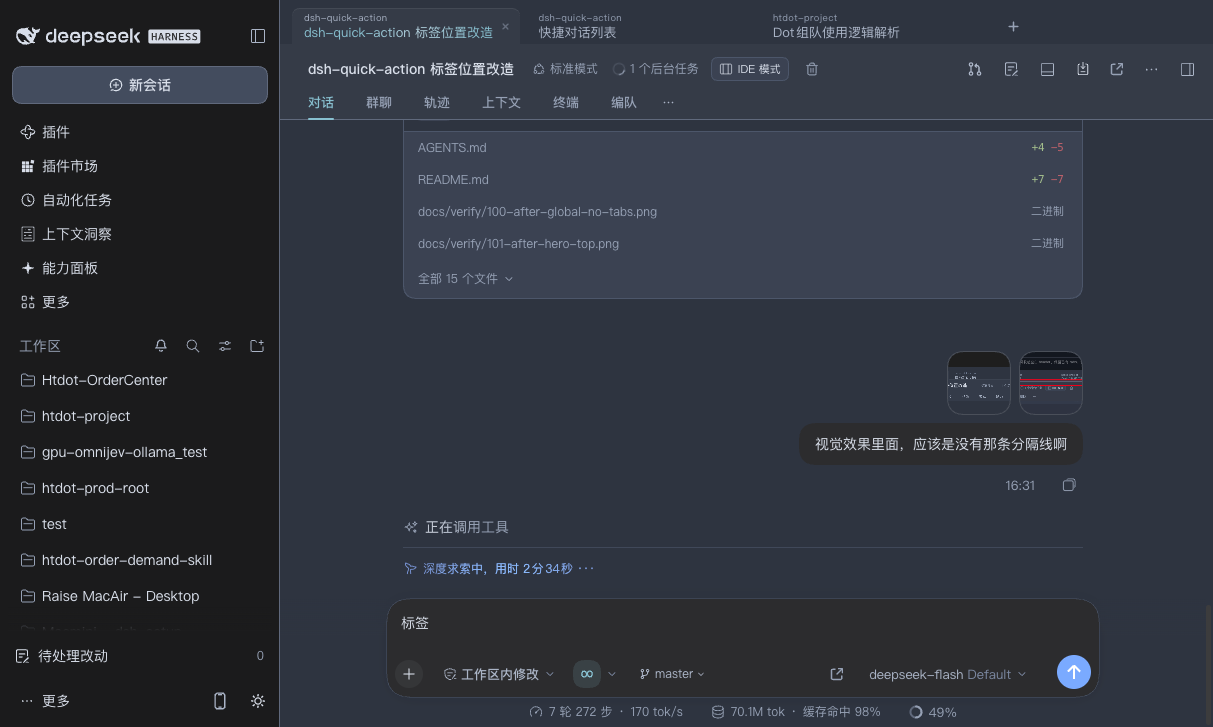 deepseek HARNESS
新会话
插件
插件市场
自动化任务
上下文洞察
能力面板
更多
工作区
Htdot-OrderCenter
htdot-project
gpu-omnijev-ollama_test
htdot-prod-root
test
htdot-order-demand-skill
Raise MacAir - Desktop
待处理改动 0
更多
dsh-quick-action
dsh-quick-action 标签位置改造
dsh-quick-action
快捷对话列表
htdot-project
Dot组队使用逻辑解析
dsh-quick-action 标签位置改造 标准模式 1 个后台任务 IDE 模式
对话 群聊 轨迹 上下文 终端 编队
AGENTS.md +4 -5
README.md +7 -7
docs/verify/100-after-global-no-tabs.png 二进制
docs/verify/101-after-hero-top.png 二进制
全部 15 个文件
视觉效果里面，应该是没有那条分隔线啊
16:31
正在调用工具
深度求索中，用时 2分34秒 ···
标签
工作区内修改 master deepseek-flash Default
7 轮 272 步 · 170 tok/s 70.1M tok · 缓存命中 98% 49%